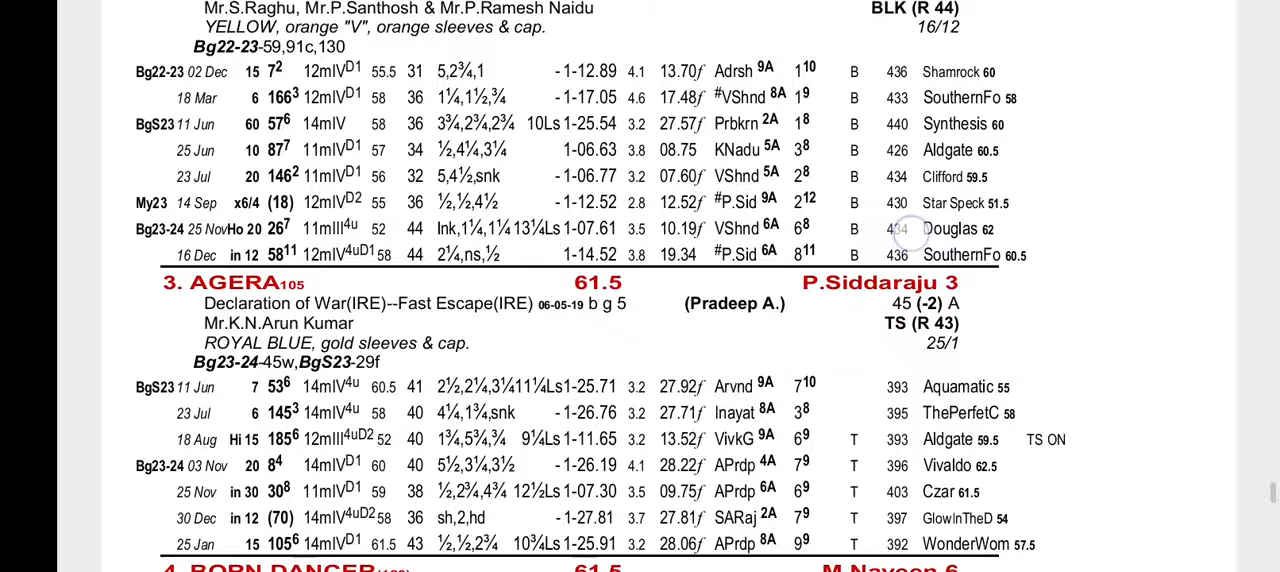 Mr.S.Raghu, Mr.P.Santhosh & Mr.P.Ramesh Naidu BLK (R 44)
YELLOW, orange "V", orange sleeves & cap. 16/12
Bg22-23-59,91c,130
Bg22-23 02 Dec 15 7² 12mIVD1 55.5 31 5,2¾,1 - 1-12.89 4.1 13.70f Adrsh 9A 1¹⁰ B 436 Shamrock 60
18 Mar 6 166³ 12mIVD1 58 36 1¼,1½,¾ - 1-17.05 4.6 17.48f #VShnd 8A 1⁹ B 433 SouthernFo 58
BgS23 11 Jun 60 57⁶ 14mIV 58 36 3¾,2¾,2¾ 10Ls 1-25.54 3.2 27.57f Prbkrn 2A 1⁸ B 440 Synthesis 60
25 Jun 10 87⁷ 11mIVD1 57 34 ½,4¼,3¼ 1-06.63 3.8 08.75 KNadu 5A 3⁸ B 426 Aldgate 60.5
23 Jul 20 146² 11mIVD1 56 32 5,4½,snk - 1-06.77 3.2 07.60f VShnd 5A 2⁸ B 434 Clifford 59.5
My23 14 Sep x6/4 (18) 12mIVD2 55 36 ½,½,4½ - 1-12.52 2.8 12.52f #P.Sid 9A 2¹² B 430 Star Speck 51.5
Bg23-24 25 Nov Ho 20 26⁷ 11mIII4u 52 44 lnk,1¼,1¼ 13¼Ls 1-07.61 3.5 10.19f VShnd 6A 6⁸ B 434 Douglas 62
16 Dec in 12 58¹¹ 12mIV4uD1 58 44 2¼,ns,½ 1-14.52 3.8 19.34 #P.Sid 6A 8¹¹ B 436 SouthernFo 60.5
3. AGERA105 61.5 P.Siddaraju 3
Declaration of War(IRE)--Fast Escape(IRE) 06-05-19 b g 5 (Pradeep A.) 45 (-2) A
Mr.K.N.Arun Kumar TS (R 43)
ROYAL BLUE, gold sleeves & cap. 25/1
Bg23-24-45w,BgS23-29f
BgS23 11 Jun 7 53⁶ 14mIV4u 60.5 41 2½,2¼,3¼ 11¼Ls 1-25.71 3.2 27.92f Arvnd 9A 7¹⁰ 393 Aquamatic 55
23 Jul 6 145³ 14mIV4u 58 40 4¼,1¾,snk - 1-26.76 3.2 27.71f Inayat 8A 3⁸ 395 ThePerfetC 58
18 Aug Hi 15 185⁶ 12mIII4uD2 52 40 1¾,5¾,¾ 9¼Ls 1-11.65 3.2 13.52f VivkG 9A 6⁹ T 393 Aldgate 59.5 TS ON
Bg23-24 03 Nov 20 8⁴ 14mIVD1 60 40 5½,3¼,3½ - 1-26.19 4.1 28.22f APrdp 4A 7⁹ T 396 Vivaldo 62.5
25 Nov in 30 30⁸ 11mIVD1 59 38 ½,2¾,4¾ 12½Ls 1-07.30 3.5 09.75f APrdp 6A 6⁹ T 403 Czar 61.5
30 Dec in 12 (70) 14mIV4uD2 58 36 sh,2,hd - 1-27.81 3.7 27.81f SARaj 2A 7⁹ T 397 GlowInTheD 54
25 Jan 15 105⁶ 14mIVD1 61.5 43 ½,½,2¾ 10¾Ls 1-25.91 3.2 28.06f APrdp 8A 9⁹ T 392 WonderWom 57.5
4. BORN DANCER(109) 61.5 M.Naveen 6